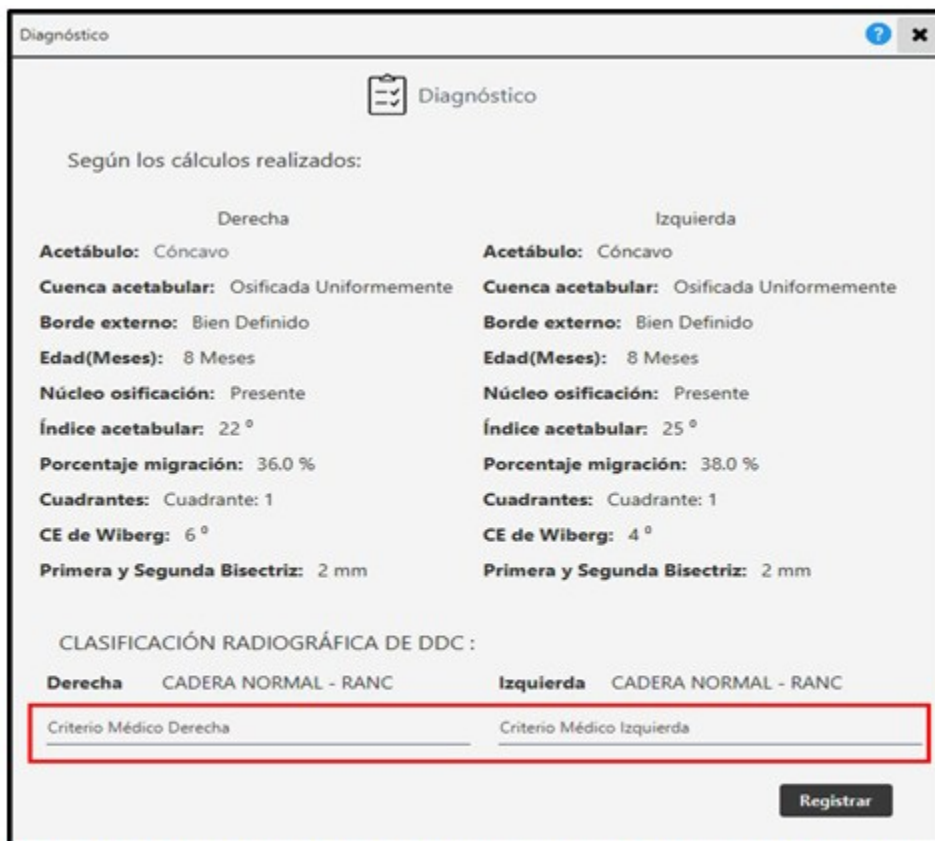 Diagnóstico
Diagnóstico
Según los cálculos realizados:
Derecha Izquierda
Acetábulo: Cóncavo Acetábulo: Cóncavo
Cuenca acetabular: Osificada Uniformemente Cuenca acetabular: Osificada Uniformemente
Borde externo: Bien Definido Borde externo: Bien Definido
Edad(Meses): 8 Meses Edad(Meses): 8 Meses
Núcleo osificación: Presente Núcleo osificación: Presente
Índice acetabular: 22 º Índice acetabular: 25 º
Porcentaje migración: 36.0 % Porcentaje migración: 38.0 %
Cuadrantes: Cuadrante: 1 Cuadrantes: Cuadrante: 1
CE de Wiberg: 6 º CE de Wiberg: 4 º
Primera y Segunda Bisectriz: 2 mm Primera y Segunda Bisectriz: 2 mm
CLASIFICACIÓN RADIOGRÁFICA DE DDC :
Derecha CADERA NORMAL - RANC Izquierda CADERA NORMAL - RANC
Criterio Médico Derecha Criterio Médico Izquierda
Registrar